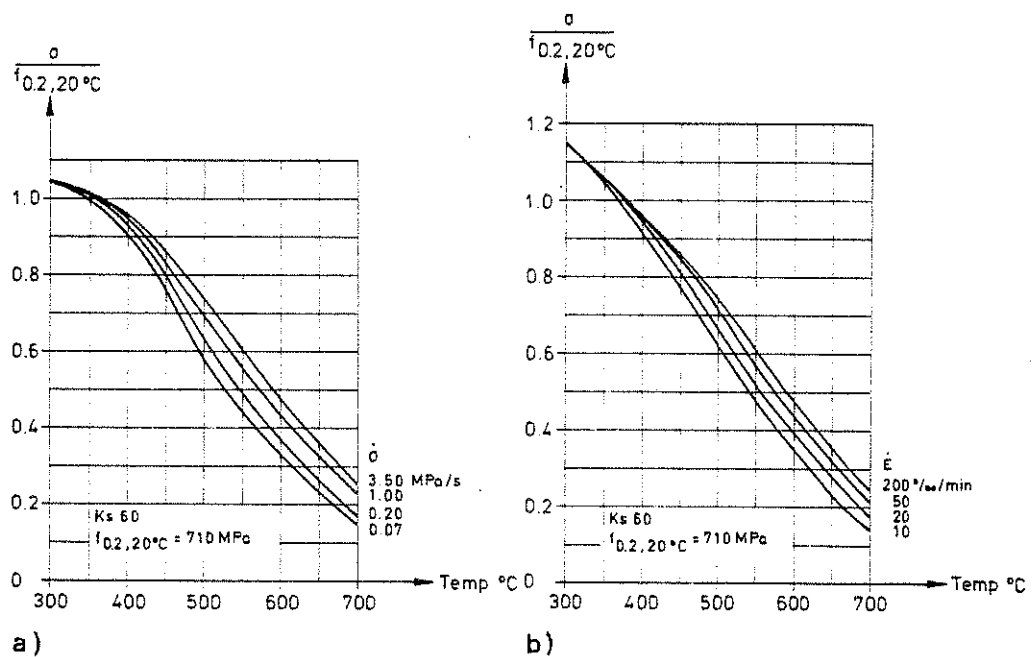 σ
f0.2,20°C
1.0
0.8
0.6
0.4
0.2
0
σ̇
3.50 MPa/s
1.00
0.20
0.07
Ks 60
f0.2,20°C = 710 MPa
300 400 500 600 700
Temp °C
a)
σ
f0.2,20°C
1.2
1.0
0.8
0.6
0.4
0.2
0
Ė
200 °/oo/min
50
20
10
Ks 60
f0.2,20°C = 710 MPa
300 400 500 600 700
Temp °C
b)